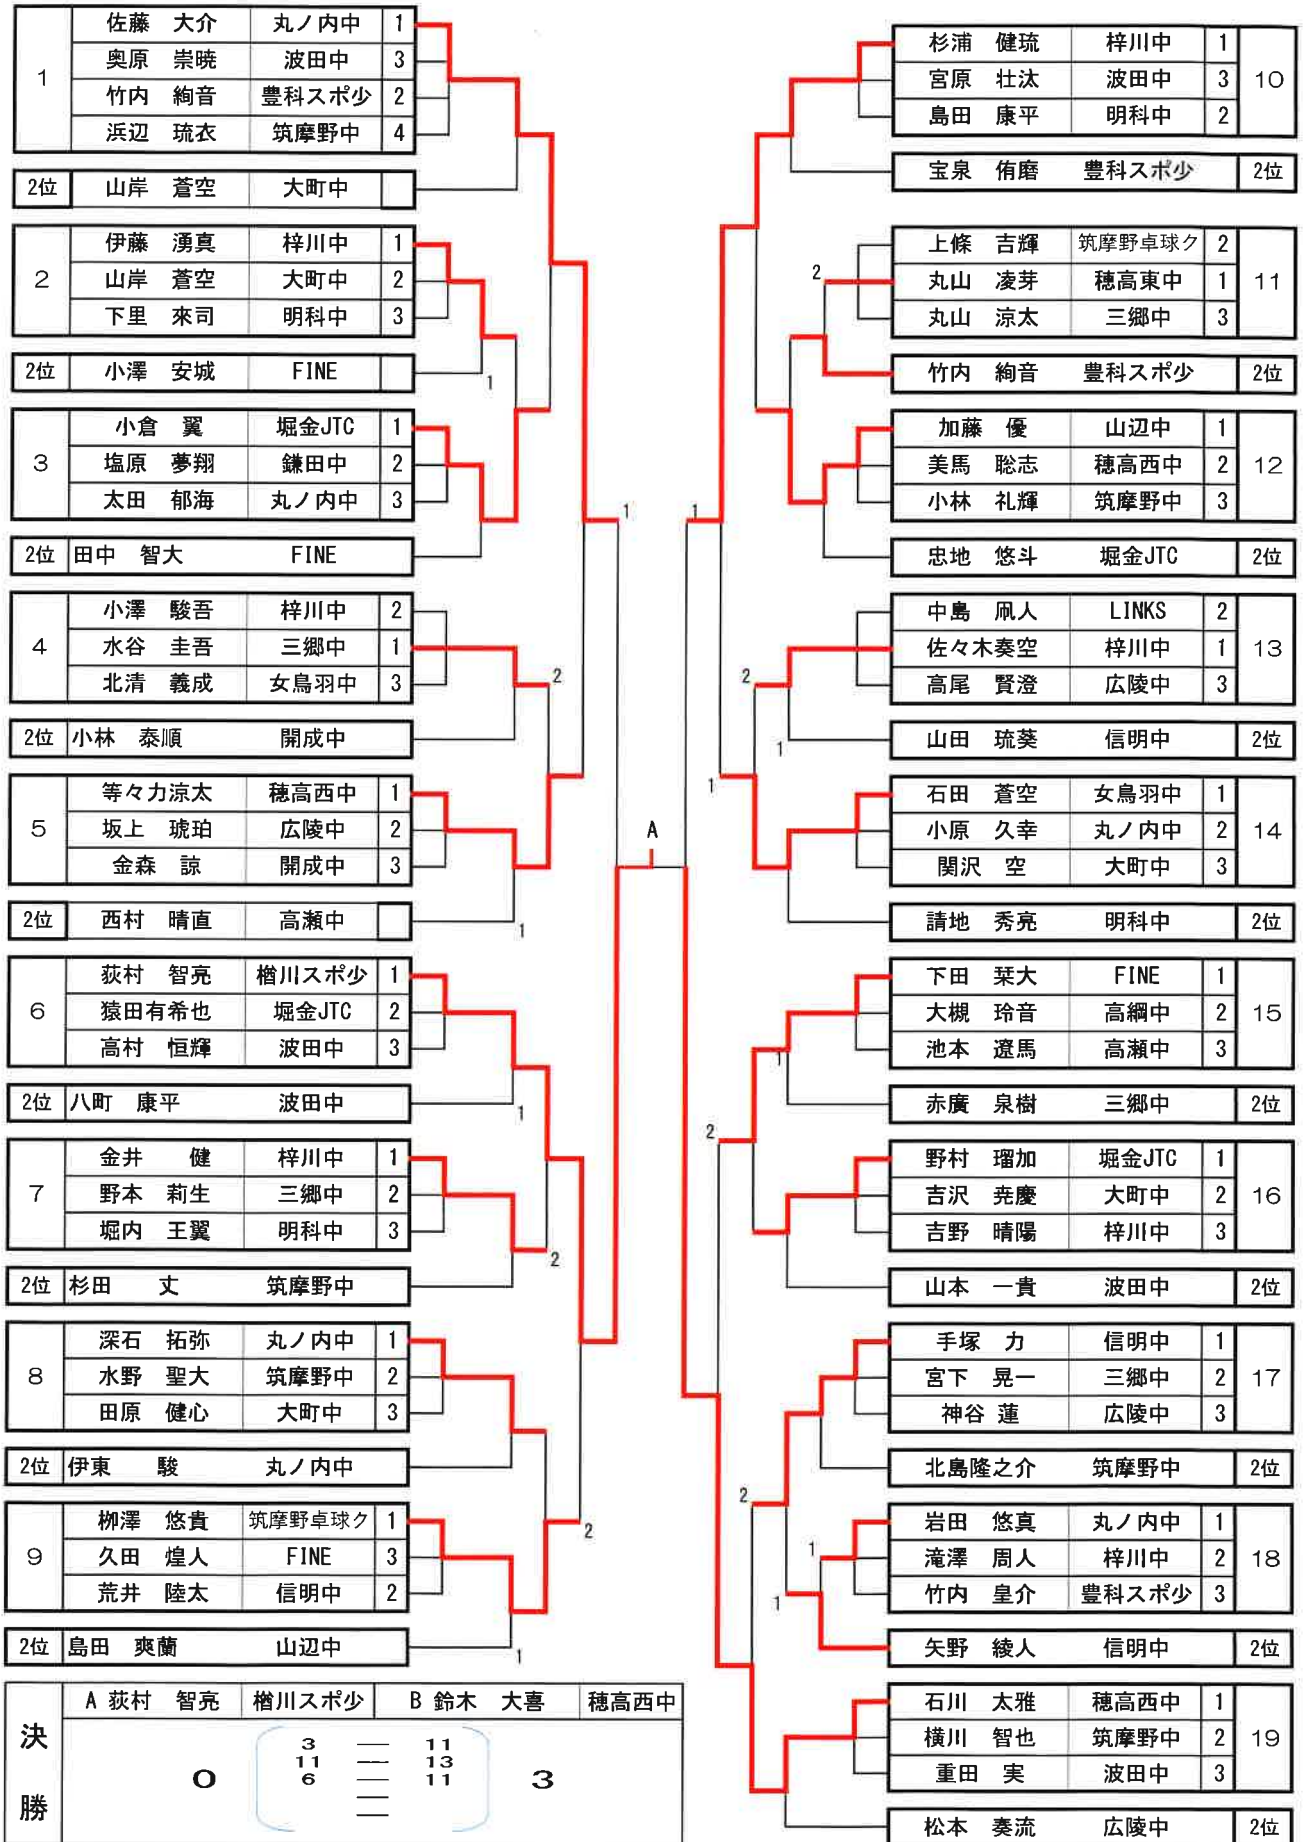 1
佐藤 大介 丸ノ内中 1
奥原 崇暁 波田中 3
竹内 絢音 豊科スポ少 2
浜辺 琉衣 筑摩野中 4
2位 山岸 蒼空 大町中
2
伊藤 湧真 梓川中 1
山岸 蒼空 大町中 2
下里 來司 明科中 3
2位 小澤 安城 FINE
1
3
小倉 翼 堀金JTC 1
塩原 夢翔 鎌田中 2
太田 郁海 丸ノ内中 3
2位 田中 智大 FINE
1
4
小澤 駿吾 梓川中 2
水谷 圭吾 三郷中 1
北清 義成 女鳥羽中 3
2
2位 小林 泰順 開成中
5
等々力涼太 穂高西中 1
坂上 琥珀 広陵中 2
金森 諒 開成中 3
2位 西村 晴直 高瀬中
1
6
荻村 智亮 楢川スポ少 1
猿田有希也 堀金JTC 2
高村 恒輝 波田中 3
2位 八町 康平 波田中
1
7
金井 健 梓川中 1
野本 莉生 三郷中 2
堀内 王翼 明科中 3
2
2位 杉田 丈 筑摩野中
8
深石 拓弥 丸ノ内中 1
水野 聖大 筑摩野中 2
田原 健心 大町中 3
2位 伊東 駿 丸ノ内中
9
柳澤 悠貴 筑摩野卓球ク 1
久田 煌人 FINE 3
荒井 陸太 信明中 2
2
2位 島田 爽蘭 山辺中
1
A
杉浦 健琉 梓川中 1
宮原 壮汰 波田中 3
島田 康平 明科中 2
10
宝泉 侑磨 豊科スポ少 2位
上條 吉輝 筑摩野卓球ク 2
丸山 凌芽 穂高東中 1
丸山 涼太 三郷中 3
11
2
竹内 絢音 豊科スポ少 2位
加藤 優 山辺中 1
美馬 聡志 穂高西中 2
小林 礼輝 筑摩野中 3
12
1
忠地 悠斗 堀金JTC 2位
中島 凧人 LINKS 2
佐々木奏空 梓川中 1
高尾 賢澄 広陵中 3
13
2
山田 琉葵 信明中 2位
1
1
石田 蒼空 女鳥羽中 1
小原 久幸 丸ノ内中 2
関沢 空 大町中 3
14
請地 秀亮 明科中 2位
下田 栞大 FINE 1
大槻 玲音 高綱中 2
池本 遼馬 高瀬中 3
15
1
赤廣 泉樹 三郷中 2位
2
野村 瑠加 堀金JTC 1
吉沢 尭慶 大町中 2
吉野 晴陽 梓川中 3
16
山本 一貴 波田中 2位
手塚 力 信明中 1
宮下 晃一 三郷中 2
神谷 蓮 広陵中 3
17
北島隆之介 筑摩野中 2位
2
岩田 悠真 丸ノ内中 1
滝澤 周人 梓川中 2
竹内 皇介 豊科スポ少 3
18
1
1
矢野 綾人 信明中 2位
石川 太雅 穂高西中 1
横川 智也 筑摩野中 2
重田 実 波田中 3
19
松本 奏流 広陵中 2位
決勝
A 荻村 智亮 楢川スポ少 B 鈴木 大喜 穂高西中
0 3
3 — 11
11 — 13
6 — 11
—
—